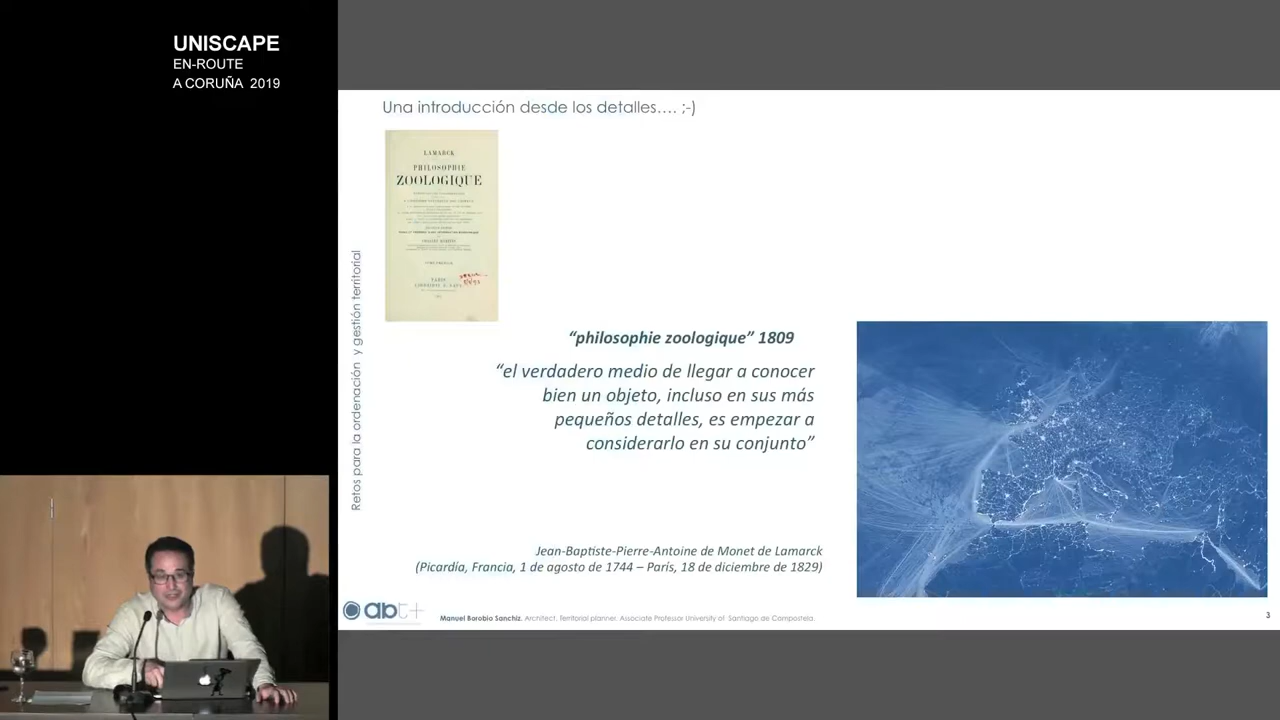 UNISCAPE
EN-ROUTE
A CORUÑA 2019
Una introducción desde los detalles…. ;-)
LAMARCK
PHILOSOPHIE
ZOOLOGIQUE
PARIS
Retos para la ordenación y gestión territorial
“philosophie zoologique” 1809
“el verdadero medio de llegar a conocer
bien un objeto, incluso en sus más
pequeños detalles, es empezar a
considerarlo en su conjunto”
Jean-Baptiste-Pierre-Antoine de Monet de Lamarck
(Picardía, Francia, 1 de agosto de 1744 – París, 18 de diciembre de 1829)
abt+
Manuel Borobio Sanchiz. Architect. Territorial planner. Associate Professor University of Santiago de Compostela
3